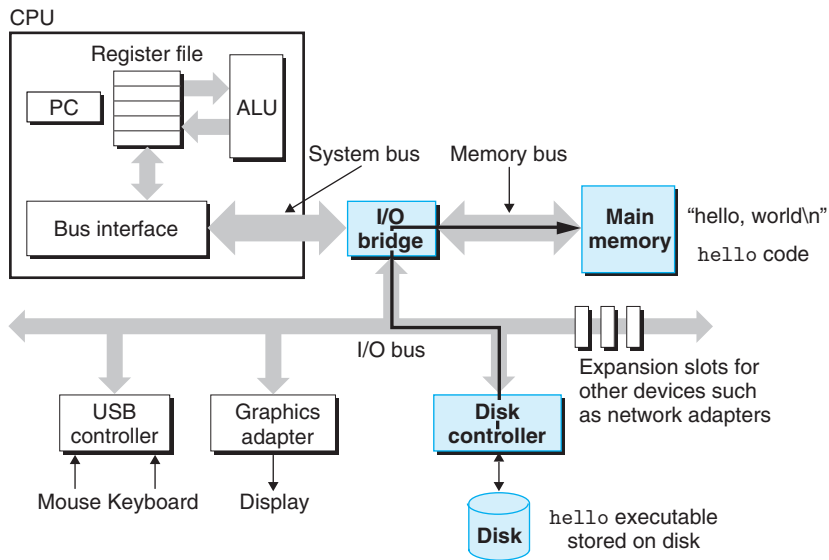 CPU
Register file
PC
ALU
System bus
Memory bus
Bus interface
I/O
bridge
Main
memory
“hello, world\n”
hello code
I/O bus
Expansion slots for
other devices such
as network adapters
USB
controller
Graphics
adapter
Disk
controller
Mouse Keyboard
Display
Disk
hello executable
stored on disk